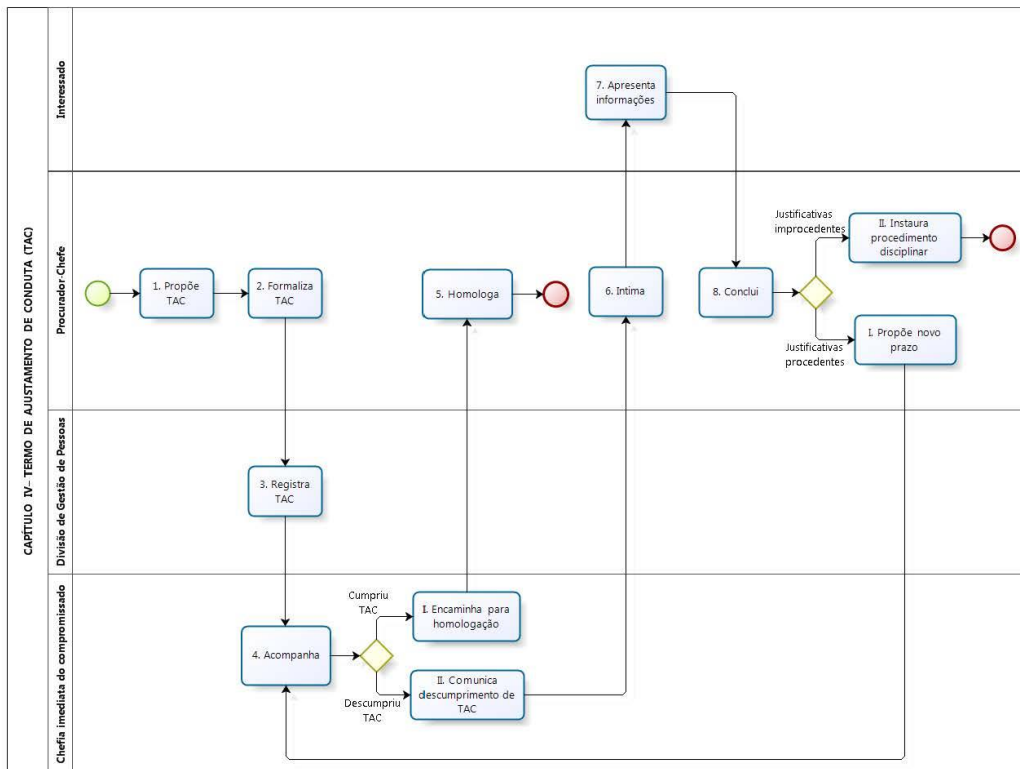 CAPÍTULO IV– TERMO DE AJUSTAMENTO DE CONDUTA (TAC)
Interessado
7. Apresenta
informações
Procurador-Chefe
1. Propõe
TAC
2. Formaliza
TAC
5. Homologa
6. Intima
8. Conclui
Justificativas
improcedentes
II. Instaura
procedimento
disciplinar
Justificativas
procedentes
I. Propõe novo
prazo
Divisão de Gestão de Pessoas
3. Registra
TAC
Chefia imediata do compromissado
4. Acompanha
Cumpriu
TAC
I. Encaminha para
homologação
Descumpriu
TAC
II. Comunica
descumprimento de
TAC